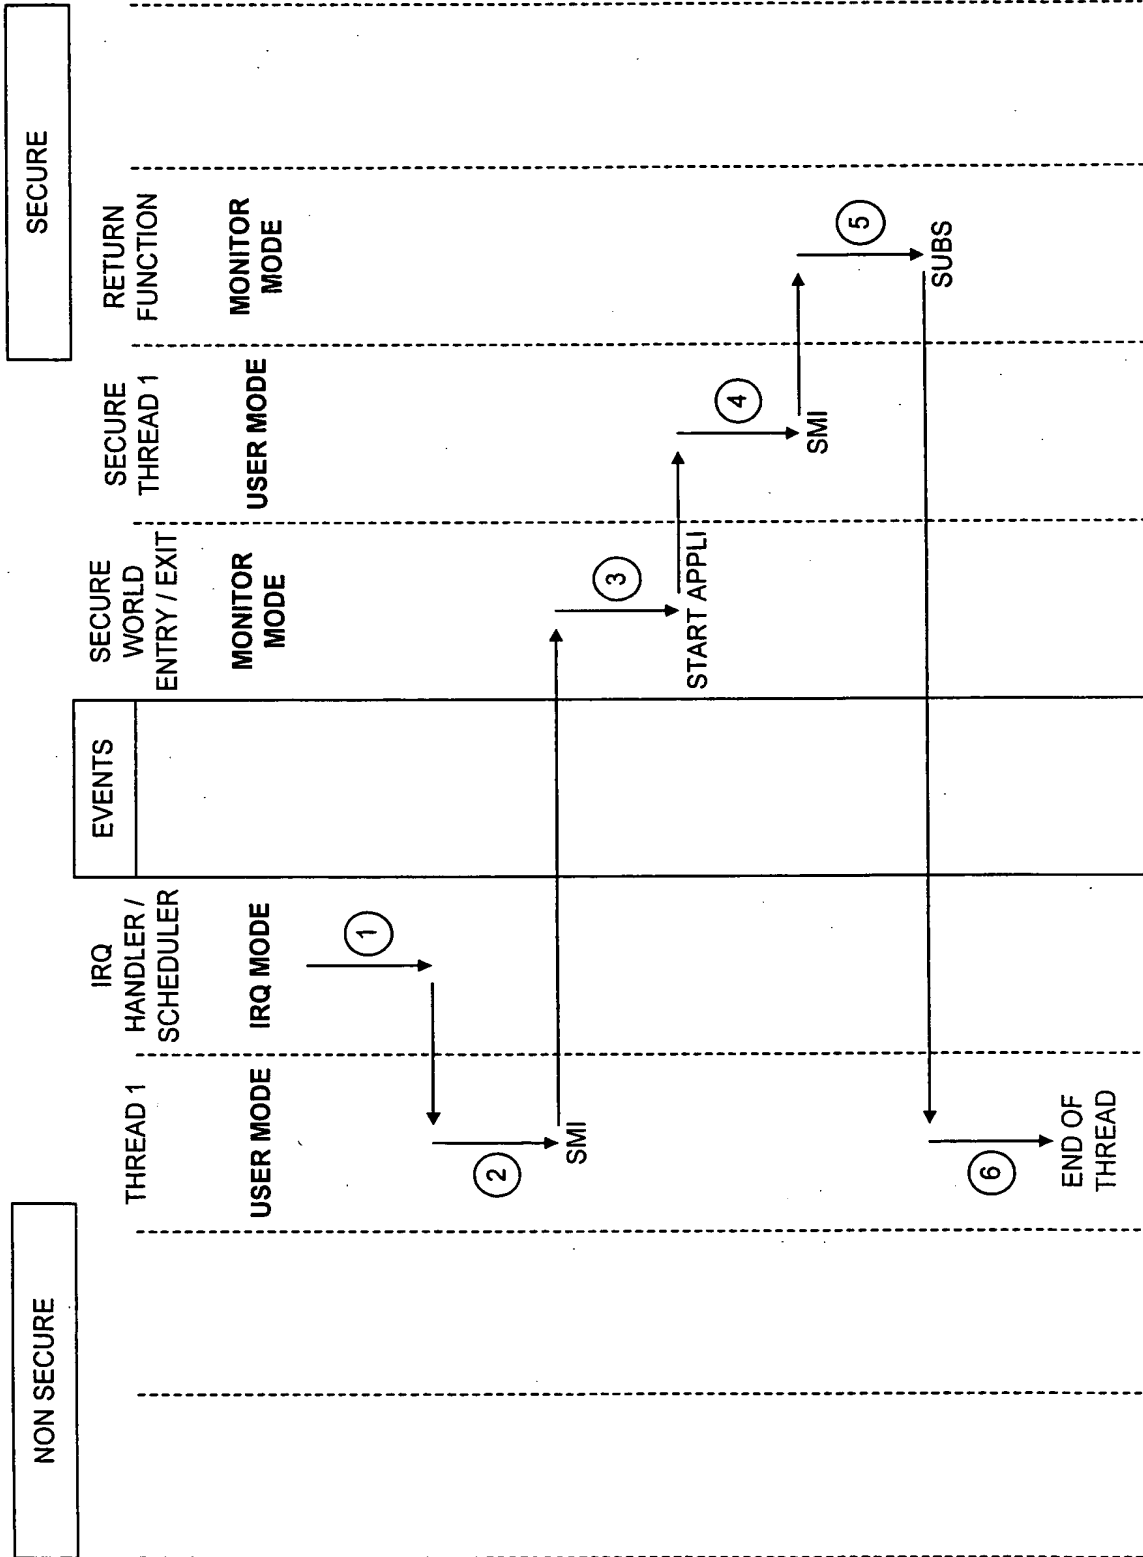 NON SECURE
SECURE
EVENTS
THREAD 1
IRQ
HANDLER /
SCHEDULER
SECURE
WORLD
ENTRY / EXIT
SECURE
THREAD 1
RETURN
FUNCTION
USER MODE
IRQ MODE
MONITOR
MODE
USER MODE
MONITOR
MODE
1
2
SMI
3
START APPLI
4
SMI
5
SUBS
6
END OF
THREAD